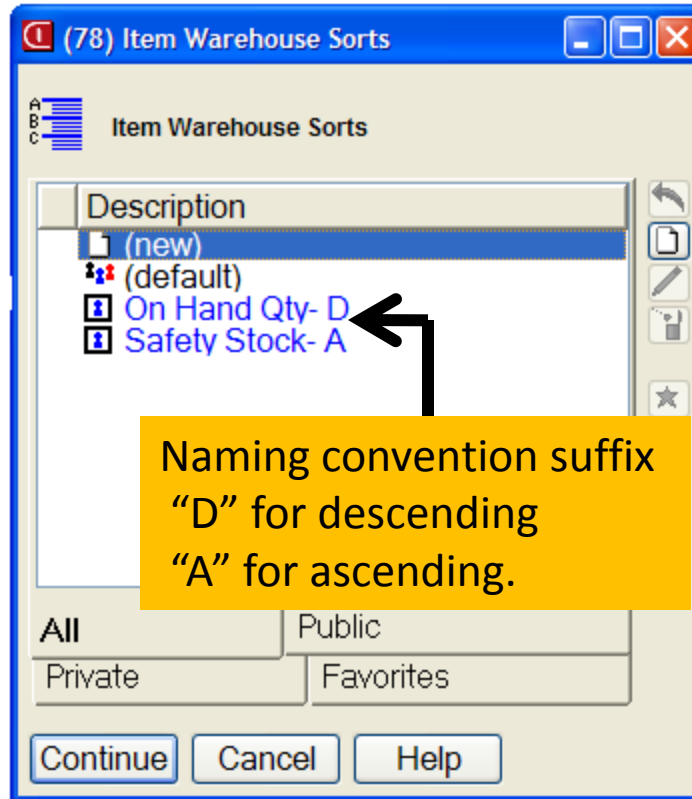 (78) Item Warehouse Sorts
A
B
C
Item Warehouse Sorts
Description
(new)
(default)
On Hand Qty- D
Safety Stock- A
Naming convention suffix
“D” for descending
“A” for ascending.
All Public
Private Favorites
Continue Cancel Help